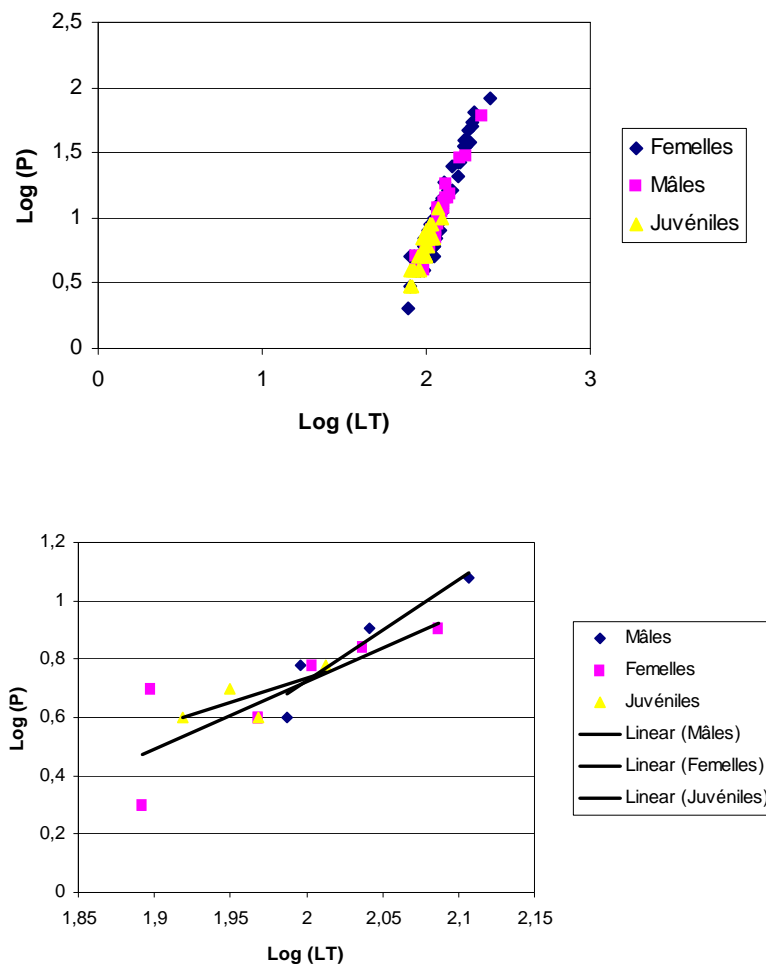 2,5
2
1,5
1
0,5
0
Log (P)
0 1 2 3
Log (LT)
Femelles
Mâles
Juvéniles
1,2
1
0,8
0,6
0,4
0,2
0
Log (P)
1,85 1,9 1,95 2 2,05 2,1 2,15
Log (LT)
Mâles
Femelles
Juvéniles
Linear (Mâles)
Linear (Femelles)
Linear (Juvéniles)